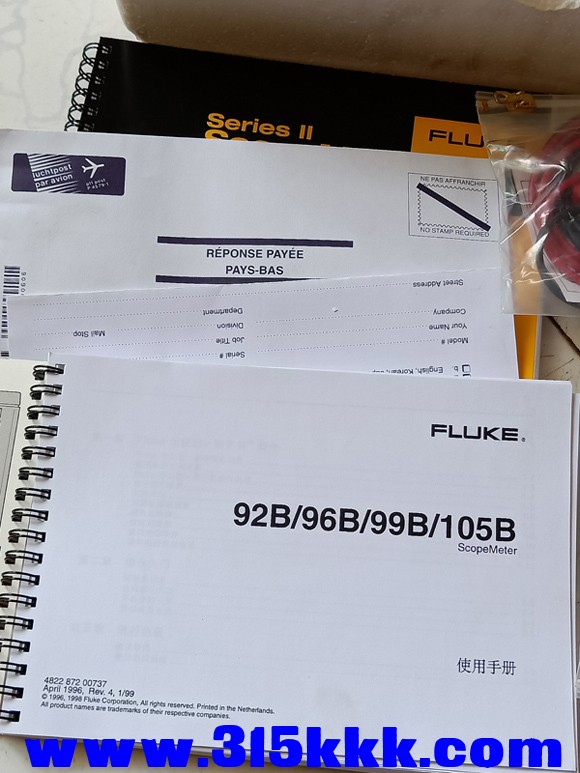 Series II
FLU
luchtpost
par avion
NE PAS AFFRANCHIR
NO STAMP REQUIRED
RÉPONSE PAYÉE
PAYS-BAS
Street Address
Company
Department
Your Name
Division
Mail Stop
Model #
Job Title
Serial #
b. English, Korean,
FLUKE®
92B/96B/99B/105B
ScopeMeter
使用手册
4822 872 00737
April 1996, Rev. 4, 1/99
© 1996, 1998 Fluke Corporation, All rights reserved. Printed in the Netherlands.
All product names are trademarks of their respective companies.
www.315kkk.com